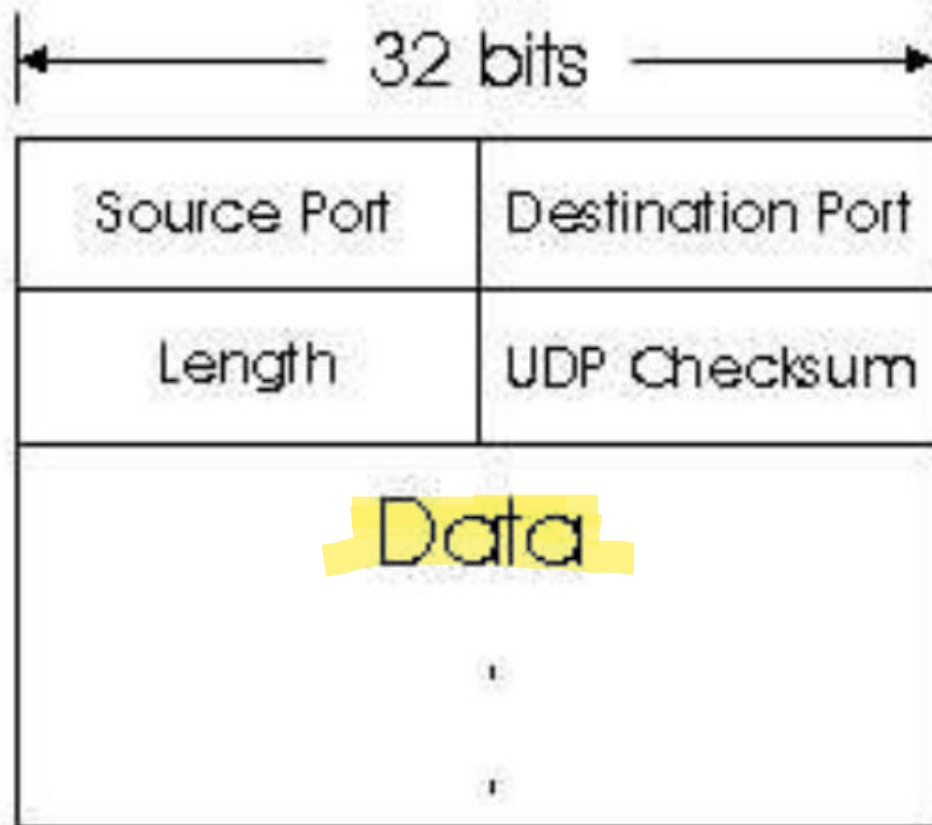 32 bits
Source Port Destination Port
Length UDP Checksum
Data